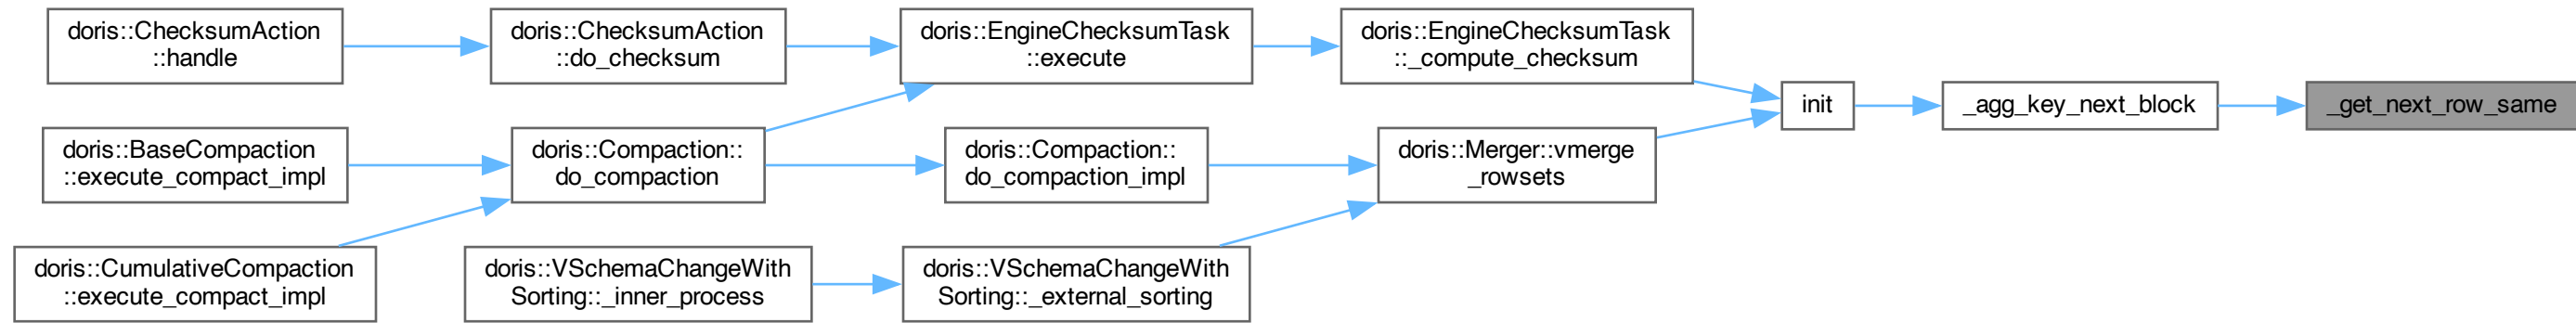 doris::ChecksumAction
::handle
doris::ChecksumAction
::do_checksum
doris::EngineChecksumTask
::execute
doris::EngineChecksumTask
::_compute_checksum
init
_agg_key_next_block
_get_next_row_same
doris::BaseCompaction
::execute_compact_impl
doris::Compaction::
do_compaction
doris::Compaction::
do_compaction_impl
doris::Merger::vmerge
_rowsets
doris::CumulativeCompaction
::execute_compact_impl
doris::VSchemaChangeWith
Sorting::_inner_process
doris::VSchemaChangeWith
Sorting::_external_sorting